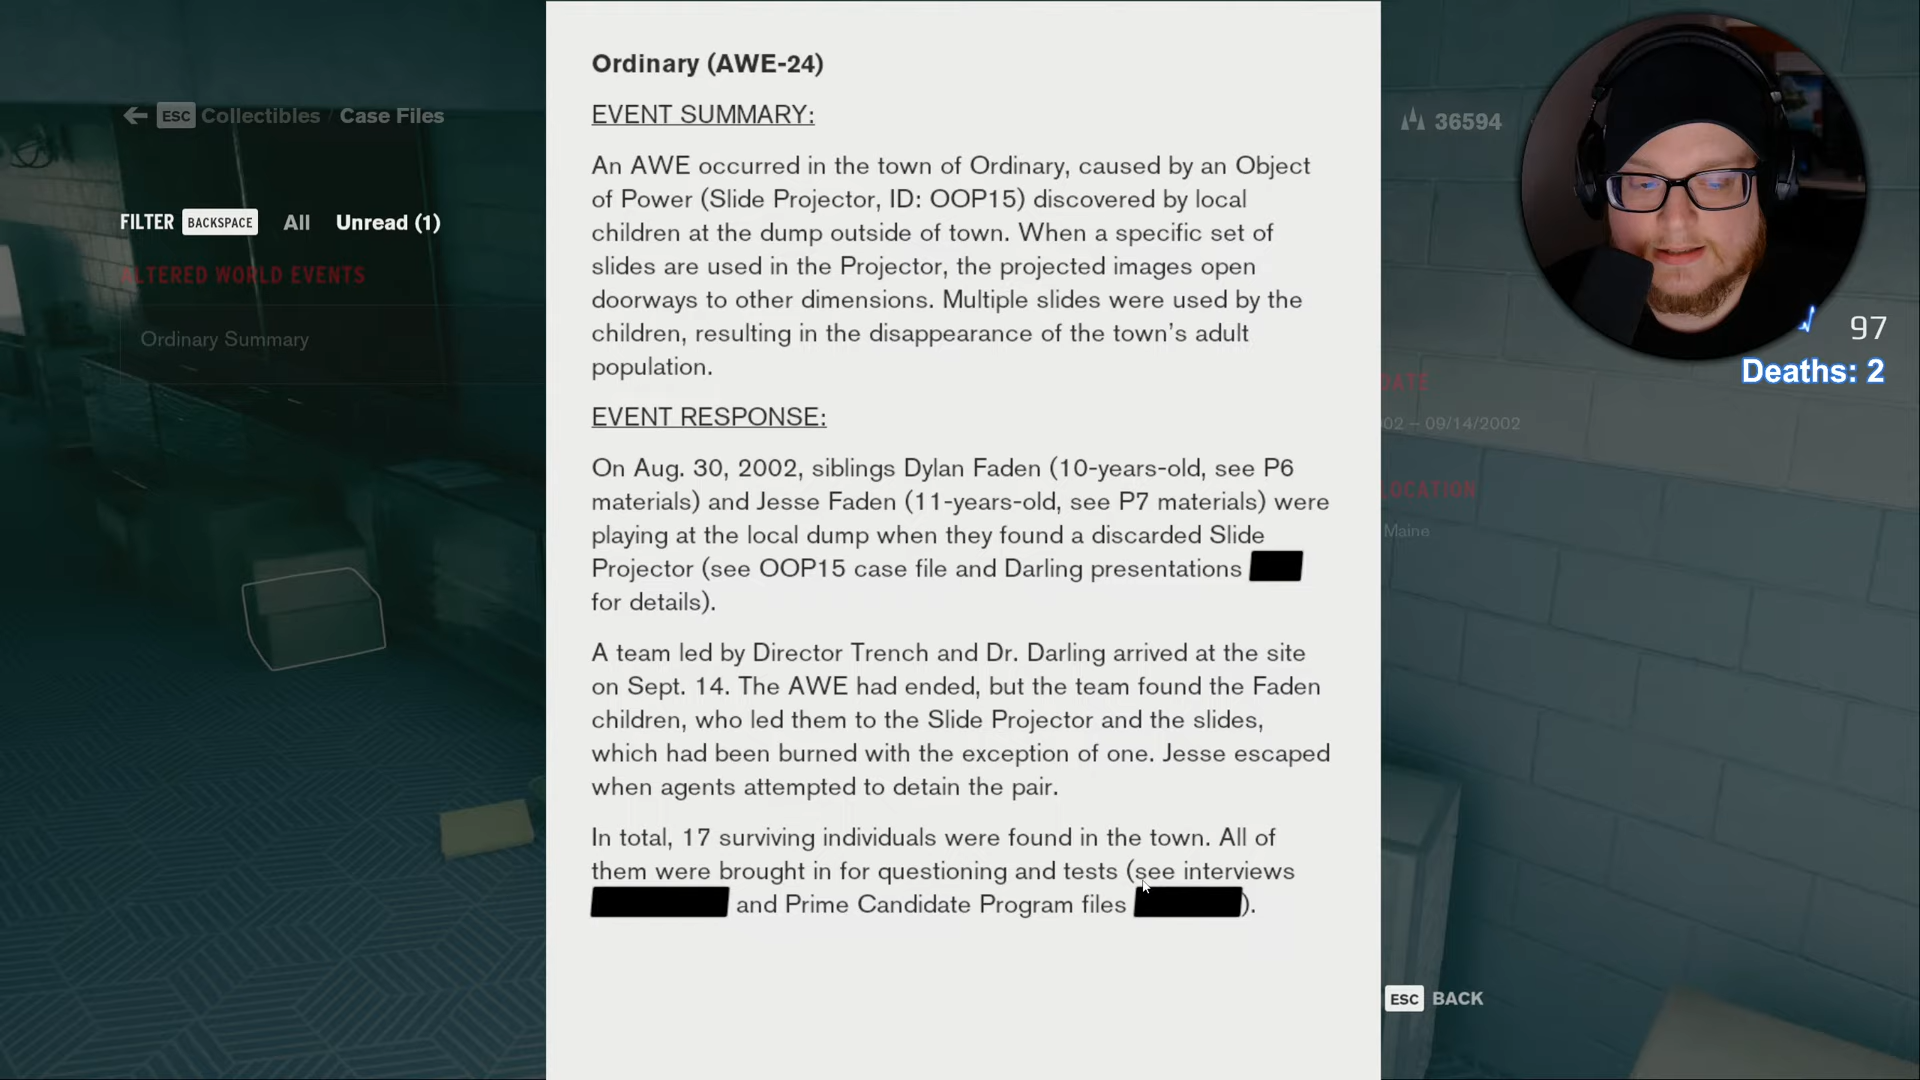 Ordinary (AWE-24)
EVENT SUMMARY:
An AWE occurred in the town of Ordinary, caused by an Object
of Power (Slide Projector, ID: OOP15) discovered by local
children at the dump outside of town. When a specific set of
slides are used in the Projector, the projected images open
doorways to other dimensions. Multiple slides were used by the
children, resulting in the disappearance of the town's adult
population.
EVENT RESPONSE:
On Aug. 30, 2002, siblings Dylan Faden (10-years-old, see P6
materials) and Jesse Faden (11-years-old, see P7 materials) were
playing at the local dump when they found a discarded Slide
Projector (see OOP15 case file and Darling presentations
for details).
A team led by Director Trench and Dr. Darling arrived at the site
on Sept. 14. The AWE had ended, but the team found the Faden
children, who led them to the Slide Projector and the slides,
which had been burned with the exception of one. Jesse escaped
when agents attempted to detain the pair.
In total, 17 surviving individuals were found in the town. All of
them were brought in for questioning and tests (see interviews
and Prime Candidate Program files ).
ESC Collectibles / Case Files
FILTER BACKSPACE All Unread (1)
ALTERED WORLD EVENTS
Ordinary Summary
36594
97
Deaths: 2
DATE
02 – 09/14/2002
LOCATION
Maine
ESC BACK